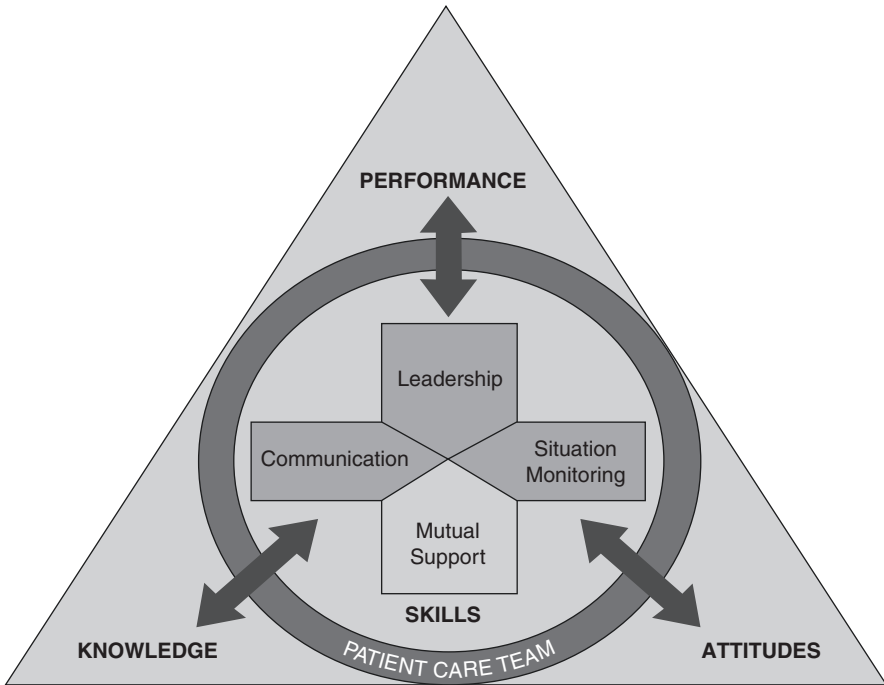 PERFORMANCE
Leadership
Communication
Situation
Monitoring
Mutual
Support
SKILLS
KNOWLEDGE
PATIENT CARE TEAM
ATTITUDES